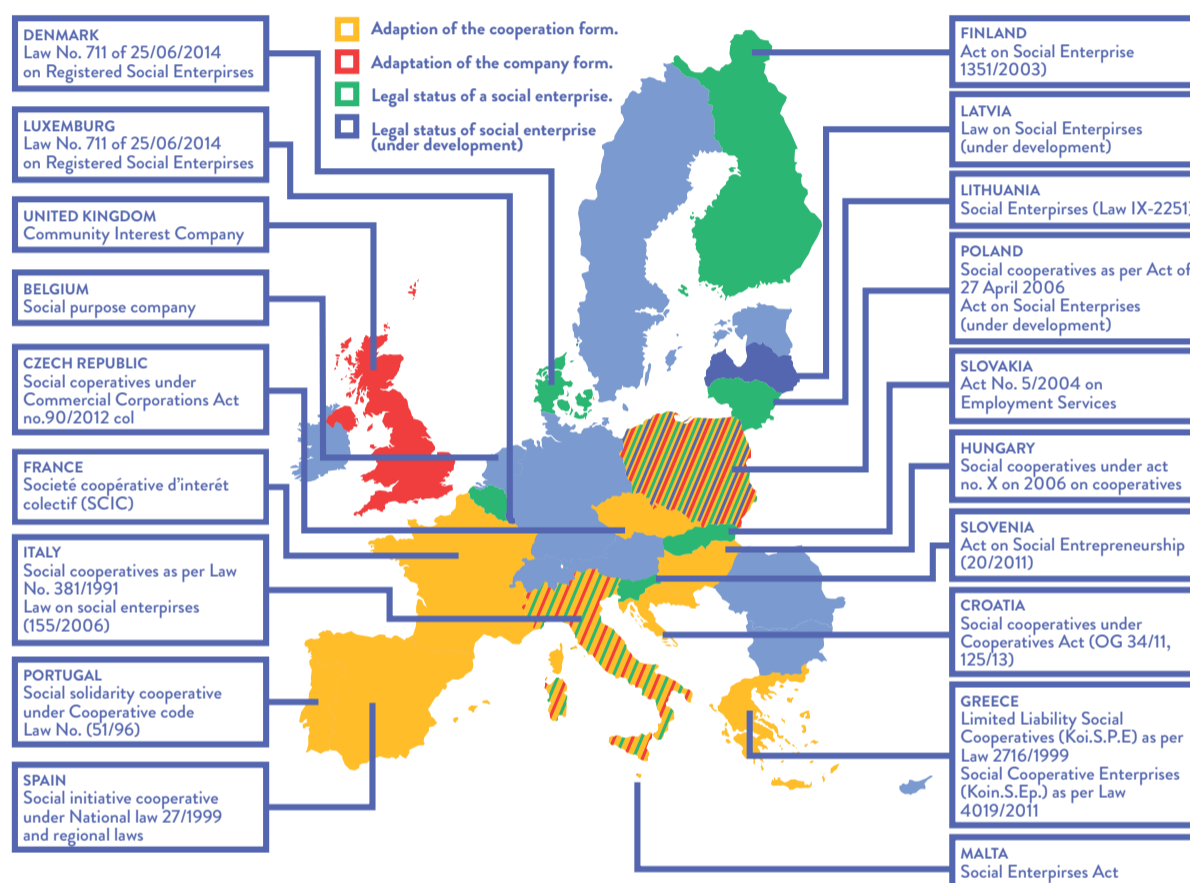 DENMARK
Law No. 711 of 25/06/2014
on Registered Social Enterpirses
LUXEMBURG
Law No. 711 of 25/06/2014
on Registered Social Enterpirses
UNITED KINGDOM
Community Interest Company
BELGIUM
Social purpose company
CZECH REPUBLIC
Social coperatives under
Commercial Corporations Act
no.90/2012 col
FRANCE
Societé coopérative d'interét
colectif (SCIC)
ITALY
Social cooperatives as per Law
No. 381/1991
Law on social enterpirses
(155/2006)
PORTUGAL
Social solidarity cooperative
under Cooperative code
Law No. (51/96)
SPAIN
Social initiative cooperative
under National law 27/1999
and regional laws
Adaption of the cooperation form.
Adaptation of the company form.
Legal status of a social enterprise.
Legal status of social enterprise
(under development)
FINLAND
Act on Social Enterprise
1351/2003)
LATVIA
Law on Social Enterpirses
(under development)
LITHUANIA
Social Enterpirses (Law IX-2251)
POLAND
Social cooperatives as per Act of
27 April 2006
Act on Social Enterprises
(under development)
SLOVAKIA
Act No. 5/2004 on
Employment Services
HUNGARY
Social cooperatives under act
no. X on 2006 on cooperatives
SLOVENIA
Act on Social Entrepreneurship
(20/2011)
CROATIA
Social cooperatives under
Cooperatives Act (OG 34/11,
125/13)
GREECE
Limited Liability Social
Cooperatives (Koi.S.P.E) as per
Law 2716/1999
Social Cooperative Enterprises
(Koin.S.Ep.) as per Law
4019/2011
MALTA
Social Enterpirses Act